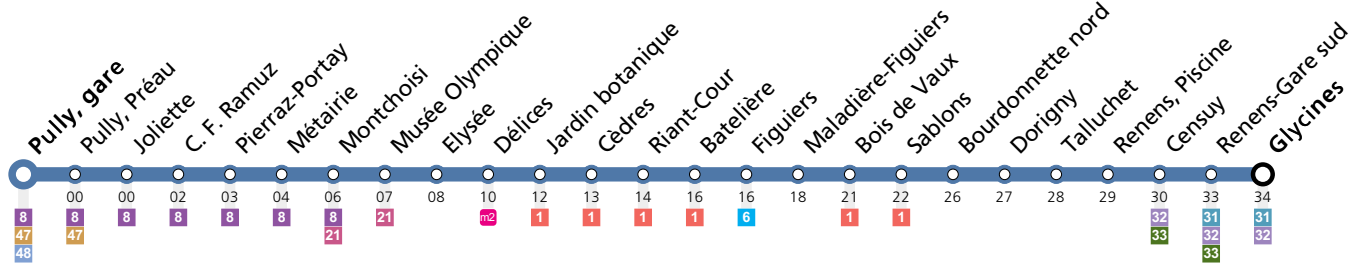 Pully, gare
Pully, Préau
Joliette
C. F. Ramuz
Pierraz-Portay
Métairie
Montchoisi
Musée Olympique
Elysée
Délices
Jardin botanique
Cèdres
Riant-Cour
Batelière
Figuiers
Maladière-Figuiers
Bois de Vaux
Sablons
Bourdonnette nord
Dorigny
Talluchet
Renens, Piscine
Censuy
Renens-Gare sud
Glycines
00 00 02 03 04 06 07 08 10 12 13 14 16 16 18 21 22 26 27 28 29 30 33 34
8 8 8 8 8 8 8 21 m2 1 1 1 1 6 1 1 32 31 31
47 47 21 33 32 32
48 33